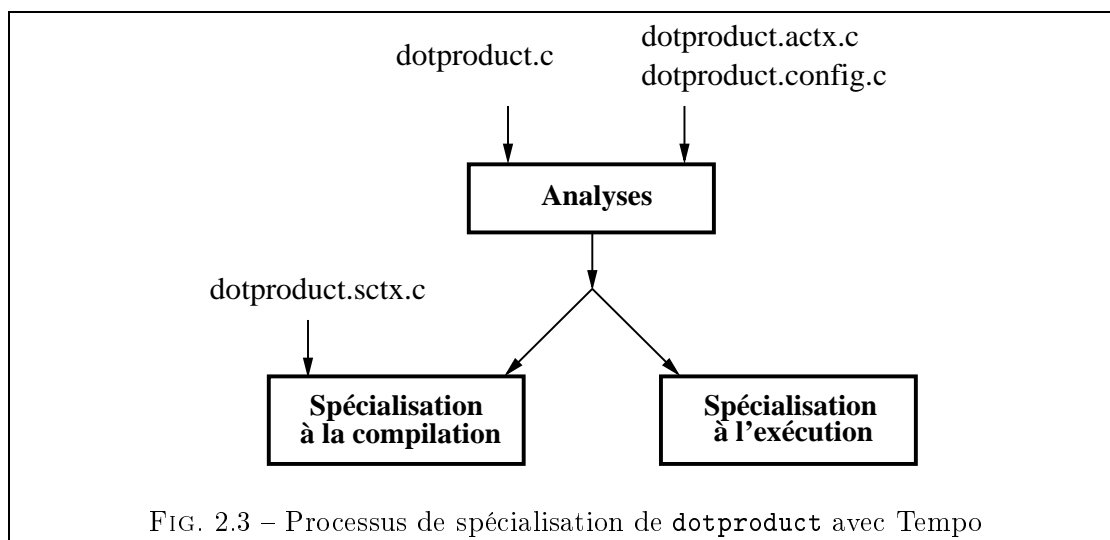 dotproduct.c
dotproduct.actx.c
dotproduct.config.c
Analyses
dotproduct.sctx.c
Spécialisation
à la compilation
Spécialisation
à l'exécution
FIG. 2.3 – Processus de spécialisation de dotproduct avec Tempo